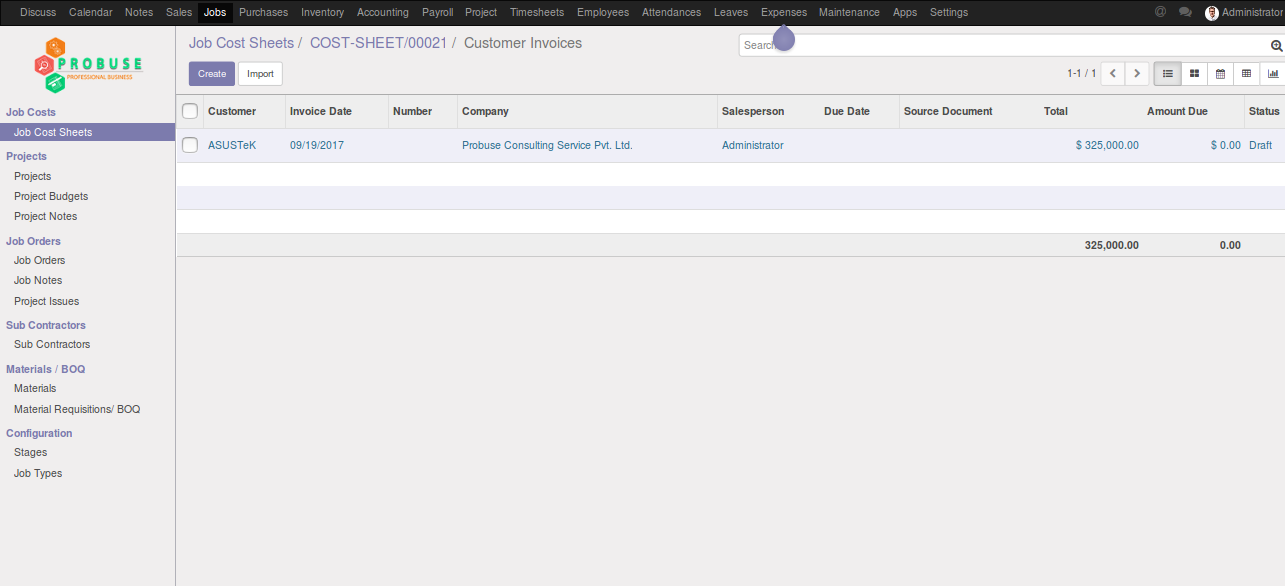 Discuss Calendar Notes Sales Jobs Purchases Inventory Accounting Payroll Project Timesheets Employees Attendances Leaves Expenses Maintenance Apps Settings @ Administrator
PROBUSE
PROFESSIONAL BUSINESS
Job Costs
Job Cost Sheets
Projects
Projects
Project Budgets
Project Notes
Job Orders
Job Orders
Job Notes
Project Issues
Sub Contractors
Sub Contractors
Materials / BOQ
Materials
Material Requisitions/ BOQ
Configuration
Stages
Job Types
Job Cost Sheets / COST-SHEET/00021 / Customer Invoices
Search
Create Import
1-1 / 1
Customer Invoice Date Number Company Salesperson Due Date Source Document Total Amount Due Status
ASUSTeK 09/19/2017 Probuse Consulting Service Pvt. Ltd. Administrator $ 325,000.00 $ 0.00 Draft
325,000.00 0.00